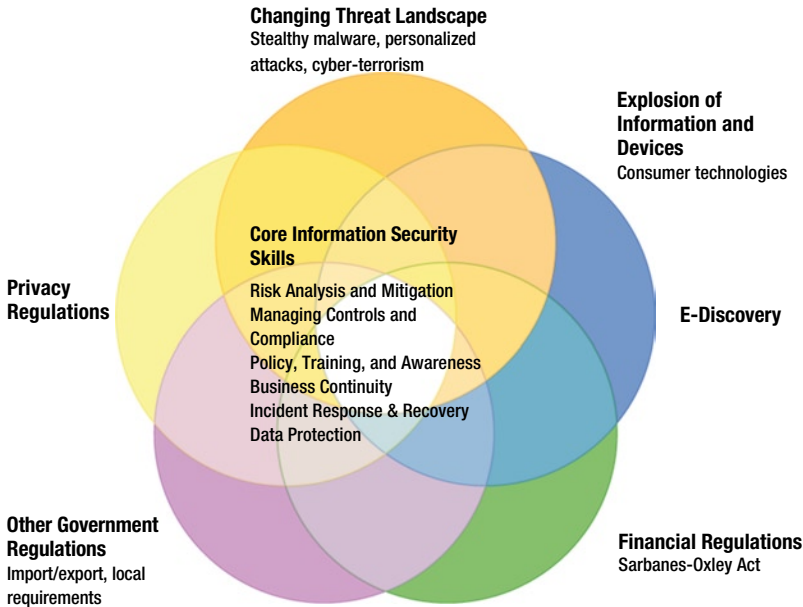 Changing Threat Landscape
Stealthy malware, personalized
attacks, cyber-terrorism
Explosion of
Information and
Devices
Consumer technologies
Core Information Security
Skills
Risk Analysis and Mitigation
Managing Controls and
Compliance
Policy, Training, and Awareness
Business Continuity
Incident Response & Recovery
Data Protection
Privacy
Regulations
E-Discovery
Other Government
Regulations
Import/export, local
requirements
Financial Regulations
Sarbanes-Oxley Act